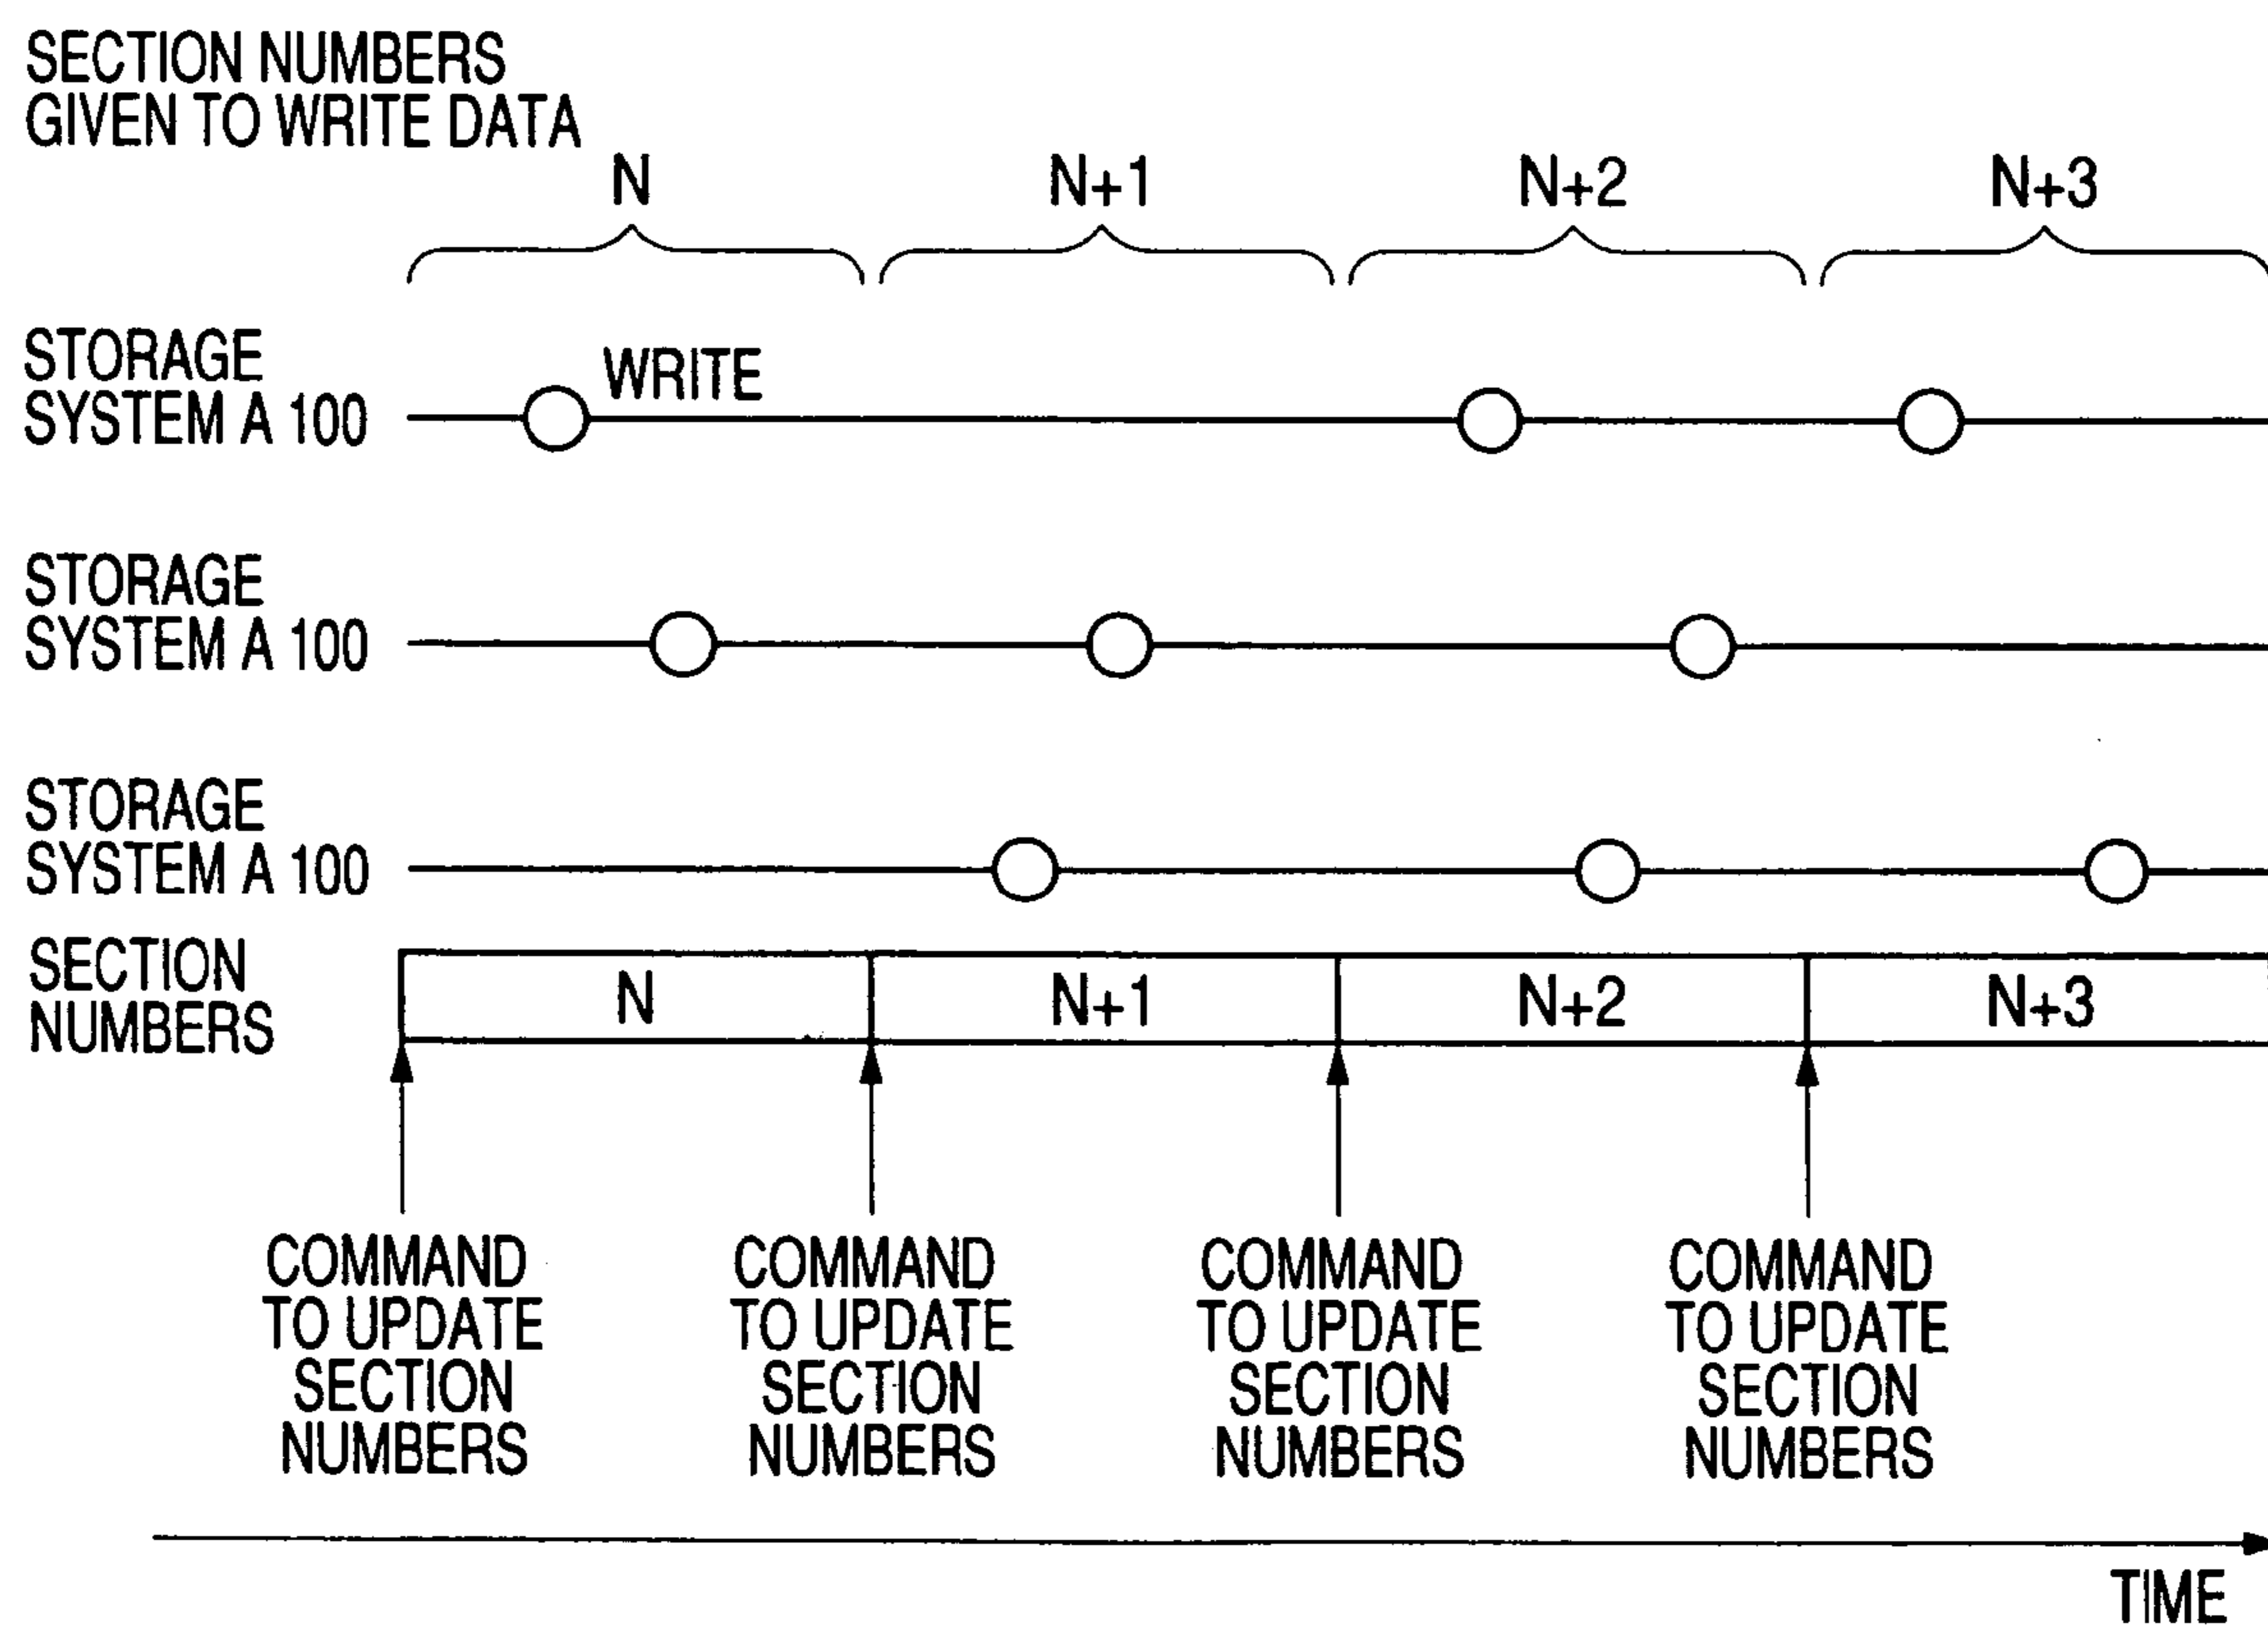 SECTION NUMBERS
GIVEN TO WRITE DATA
N
N+1
N+2
N+3
STORAGE
SYSTEM A 100
WRITE
STORAGE
SYSTEM A 100
STORAGE
SYSTEM A 100
SECTION
NUMBERS
N
N+1
N+2
N+3
COMMAND
TO UPDATE
SECTION
NUMBERS
COMMAND
TO UPDATE
SECTION
NUMBERS
COMMAND
TO UPDATE
SECTION
NUMBERS
COMMAND
TO UPDATE
SECTION
NUMBERS
TIME